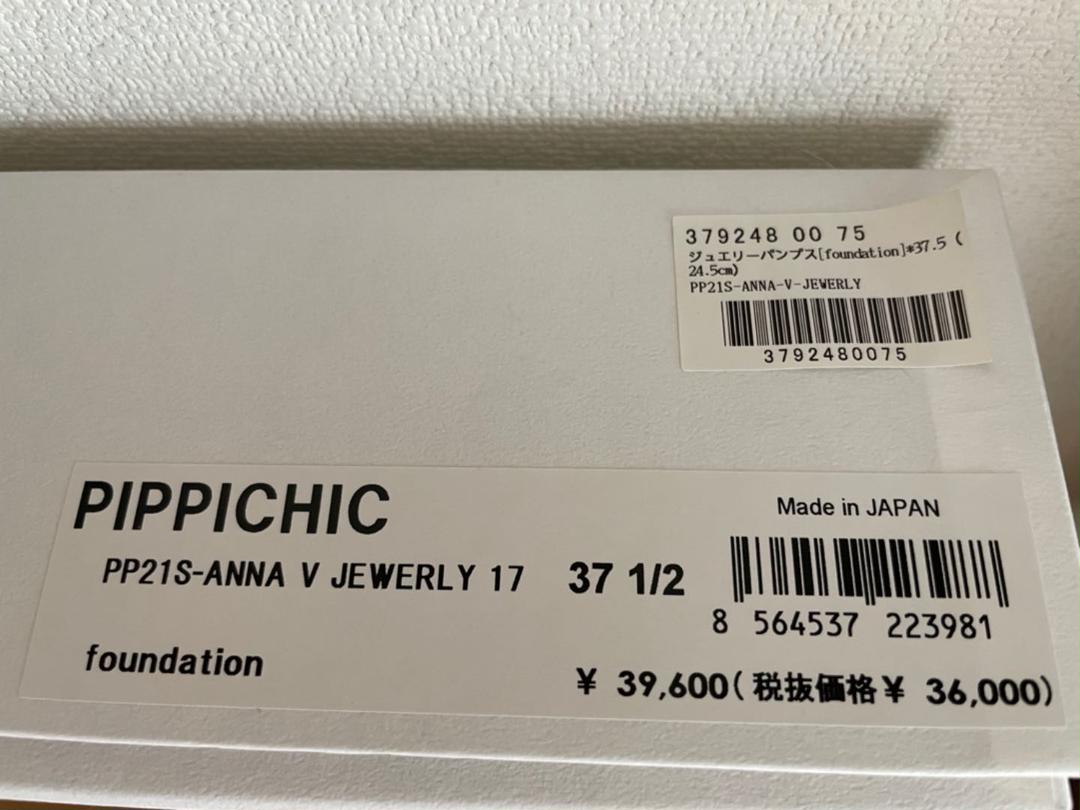 379248 00 75
ジュエリーパンプス[foundation]*37.5 (
24.5cm)
PP21S-ANNA-V-JEWERLY
3792480075
PIPPICHIC
Made in JAPAN
PP21S-ANNA V JEWERLY 17 37 1/2
8 564537 223981
foundation
¥ 39,600(税抜価格¥ 36,000)